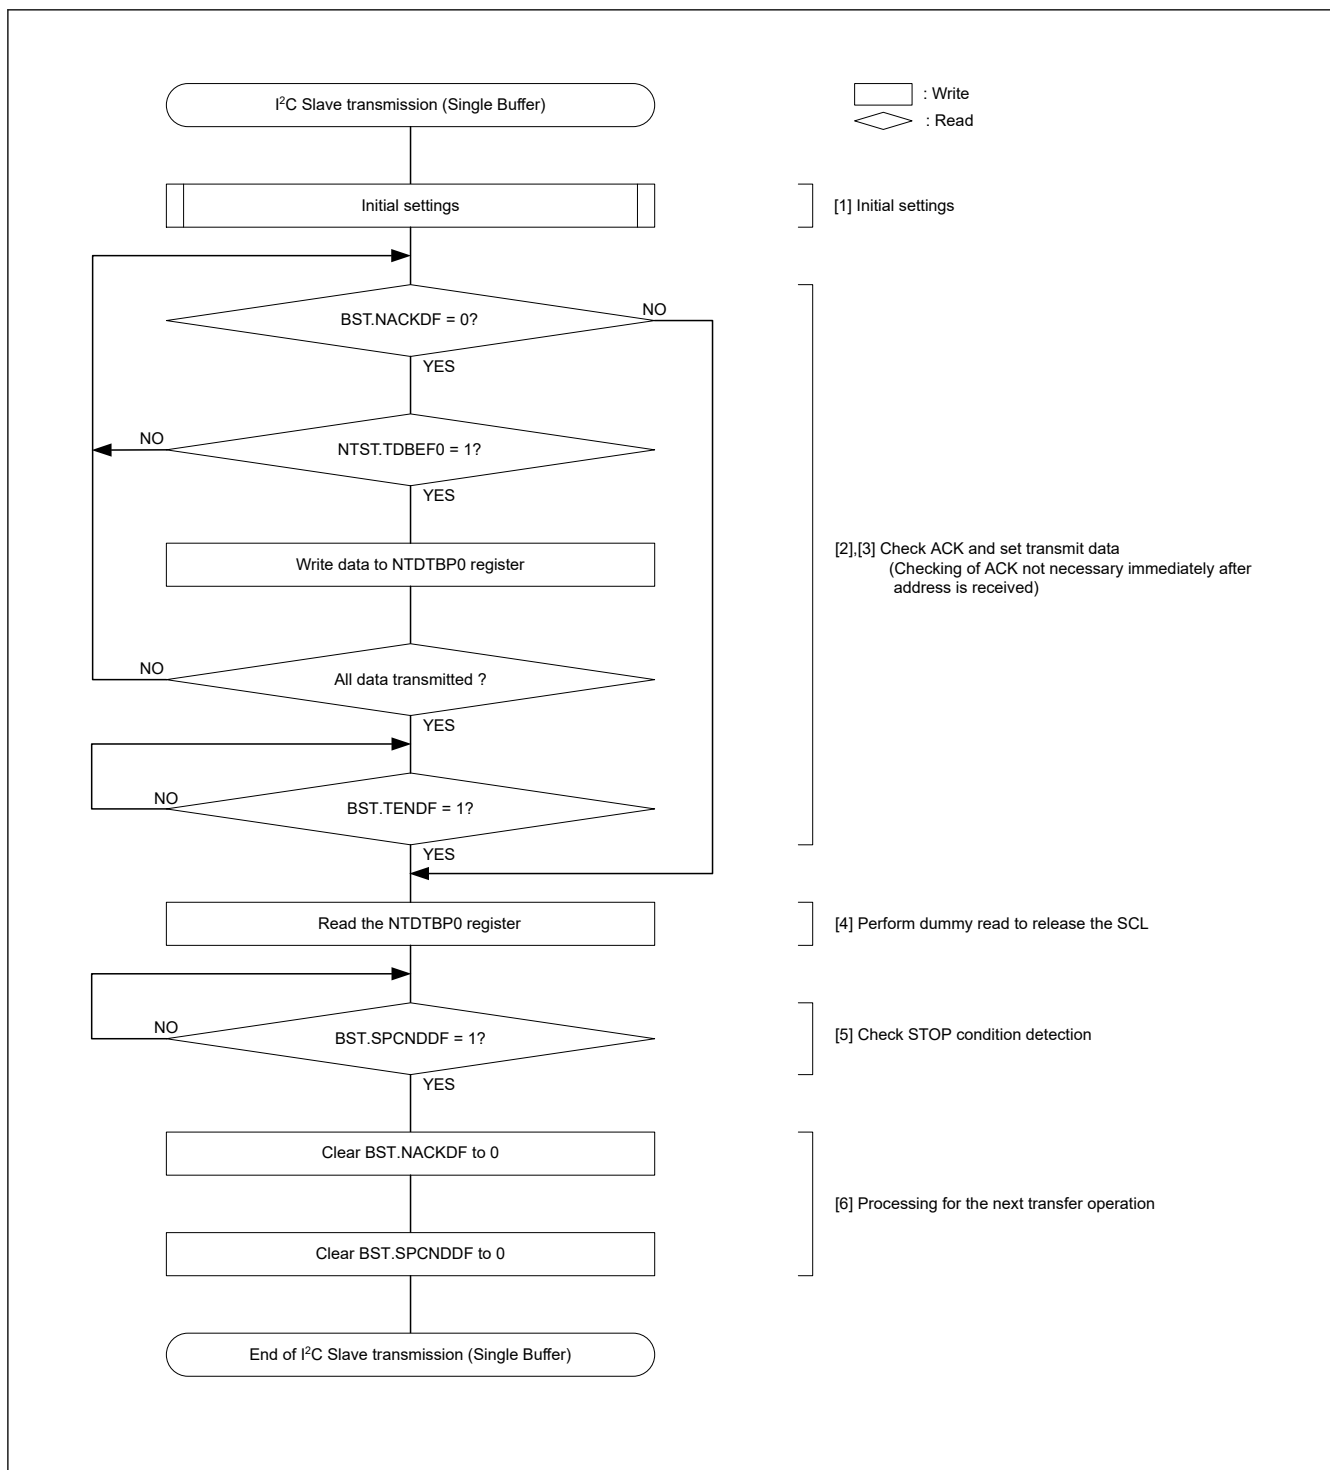 I²C Slave transmission (Single Buffer)
: Write
: Read
Initial settings
[1] Initial settings
BST.NACKDF = 0?
NO
YES
NTST.TDBEF0 = 1?
NO
YES
Write data to NTDTBP0 register
[2],[3] Check ACK and set transmit data
(Checking of ACK not necessary immediately after
address is received)
All data transmitted ?
NO
YES
BST.TENDF = 1?
NO
YES
Read the NTDTBP0 register
[4] Perform dummy read to release the SCL
BST.SPCNDDF = 1?
NO
YES
[5] Check STOP condition detection
Clear BST.NACKDF to 0
[6] Processing for the next transfer operation
Clear BST.SPCNDDF to 0
End of I²C Slave transmission (Single Buffer)